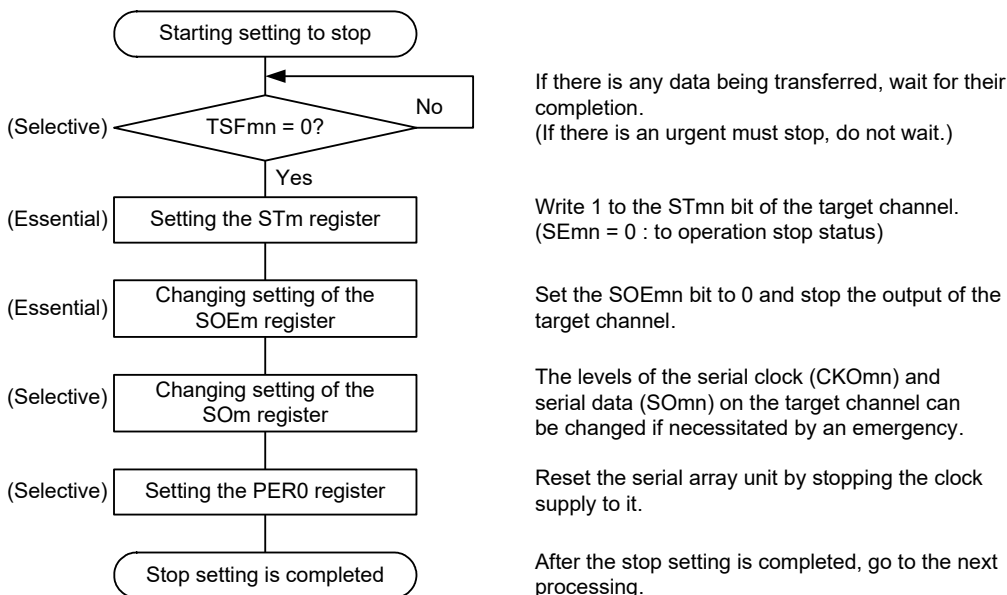 Starting setting to stop
If there is any data being transferred, wait for their
completion.
(If there is an urgent must stop, do not wait.)
(Selective)
TSFmn = 0?
No
Yes
(Essential)
Setting the STm register
Write 1 to the STmn bit of the target channel.
(SEmn = 0 : to operation stop status)
(Essential)
Changing setting of the
SOEm register
Set the SOEmn bit to 0 and stop the output of the
target channel.
(Selective)
Changing setting of the
SOm register
The levels of the serial clock (CKOmn) and
serial data (SOmn) on the target channel can
be changed if necessitated by an emergency.
(Selective)
Setting the PER0 register
Reset the serial array unit by stopping the clock
supply to it.
Stop setting is completed
After the stop setting is completed, go to the next
processing.